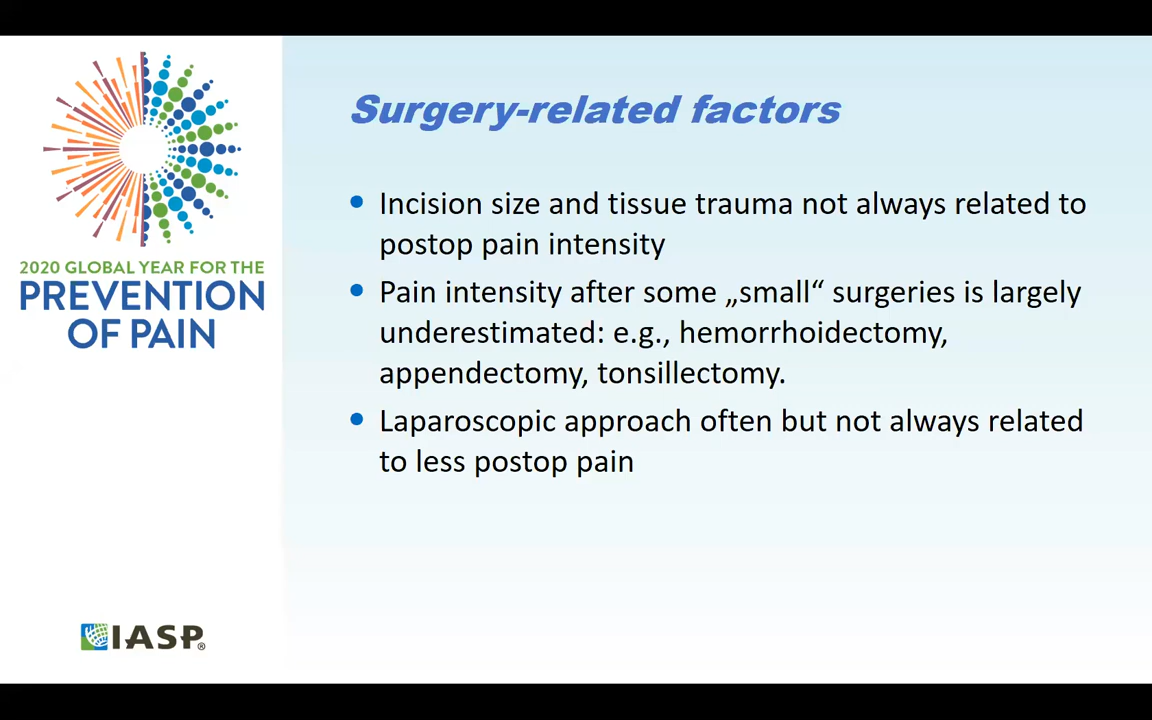 2020 GLOBAL YEAR FOR THE
PREVENTION
OF PAIN
IASP®
Surgery-related factors
• Incision size and tissue trauma not always related to
postop pain intensity
• Pain intensity after some „small“ surgeries is largely
underestimated: e.g., hemorrhoidectomy,
appendectomy, tonsillectomy.
• Laparoscopic approach often but not always related
to less postop pain